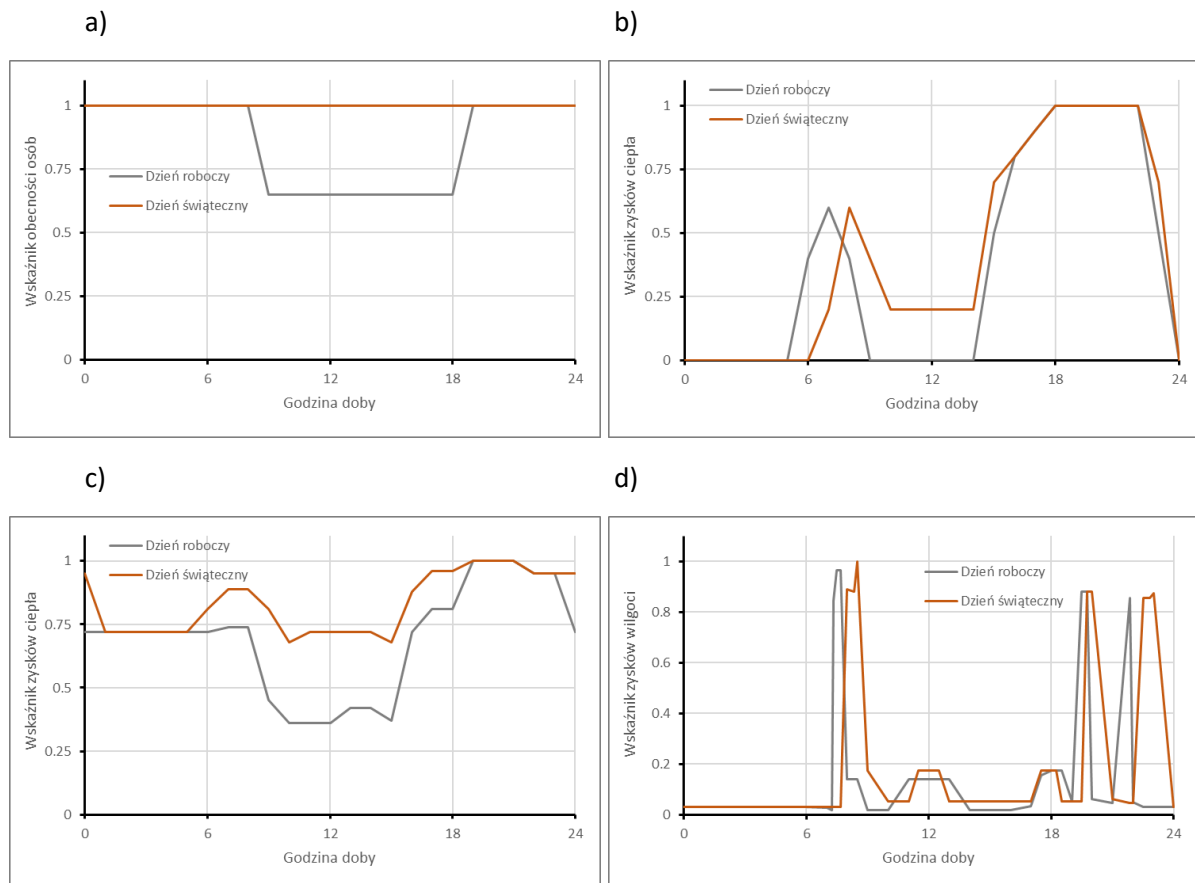 a)
Wskaźnik obecności osób
1
0.75
0.5
0.25
0
Dzień roboczy
Dzień świąteczny
0 6 12 18 24
Godzina doby
b)
Wskaźnik zysków ciepła
1
0.75
0.5
0.25
0
Dzień roboczy
Dzień świąteczny
0 6 12 18 24
Godzina doby
c)
Wskaźnik zysków ciepła
1
0.75
0.5
0.25
0
Dzień roboczy
Dzień świąteczny
0 6 12 18 24
Godzina doby
d)
Wskaźnik zysków wilgoci
1
0.8
0.6
0.4
0.2
0
Dzień roboczy
Dzień świąteczny
0 6 12 18 24
Godzina doby